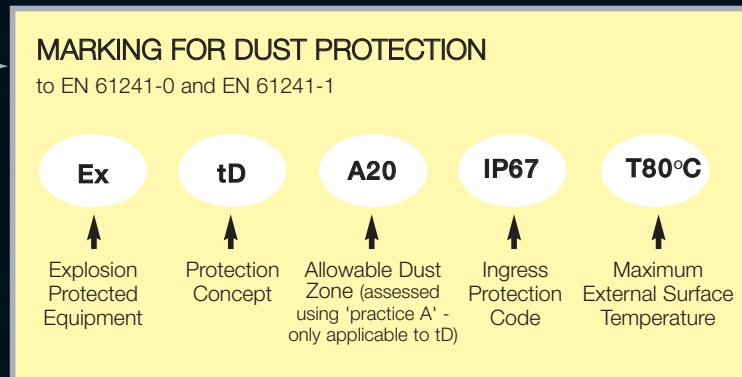 MARKING FOR DUST PROTECTION
to EN 61241-0 and EN 61241-1
Ex tD A20 IP67 T80°C
Explosion Protected Equipment
Protection Concept
Allowable Dust Zone (assessed using 'practice A' - only applicable to tD)
Ingress Protection Code
Maximum External Surface Temperature